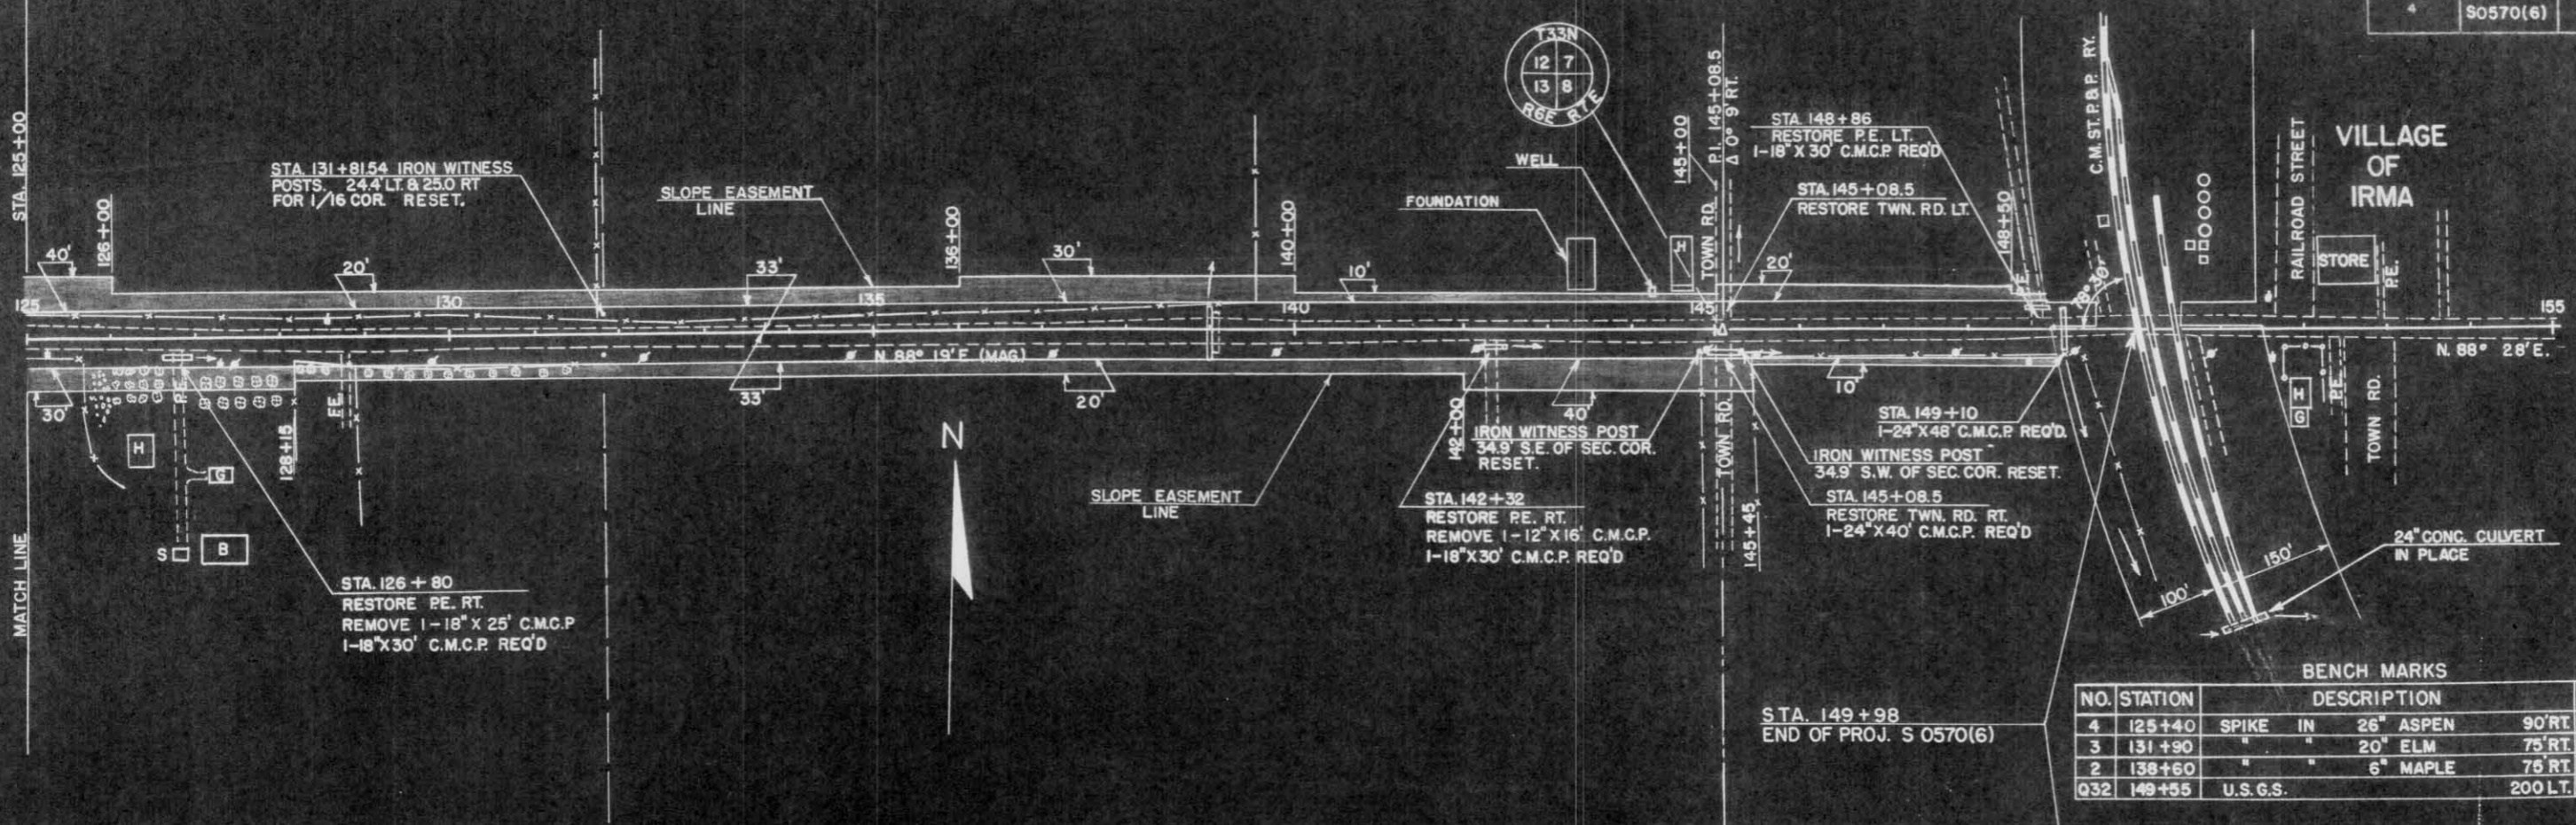 4
S0570(6)
STA. 125+00
MATCH LINE
40'
126+00
125
30'
STA. 131+81.54 IRON WITNESS
POSTS. 24.4' LT. & 25.0 RT
FOR 1/16 COR. RESET.
20'
130
P.E.
H
G
S
B
128+15
STA. 126+80
RESTORE P.E. RT.
REMOVE 1-18" X 25' C.M.C.P
1-18"X30' C.M.C.P. REQ'D
SLOPE EASEMENT
LINE
33'
33'
135
N. 88° 19' E (MAG.)
136+00
30'
20'
N
140+00
140
10'
SLOPE EASEMENT
LINE
T33N
12 7
13 8
R6E R7E
FOUNDATION
WELL
H
145+00
TOWN RD.
P.I. 145+08.5
Δ 0° 9' RT.
145
142+00
40'
IRON WITNESS POST
34.9' S.E. OF SEC. COR.
RESET.
STA. 142+32
RESTORE P.E. RT.
REMOVE 1-12"X16' C.M.C.P.
1-18"X30' C.M.C.P. REQ'D
TOWN RD.
145+45
STA. 148+86
RESTORE P.E. LT.
1-18" X 30' C.M.C.P. REQ'D
STA. 145+08.5
RESTORE TWN. RD. LT.
20'
148+50
10'
STA. 149+10
1-24"X48' C.M.C.P. REQ'D.
IRON WITNESS POST
34.9' S.W. OF SEC. COR. RESET.
STA. 145+08.5
RESTORE TWN. RD. RT.
1-24"X40' C.M.C.P. REQ'D
78° 30'
C.M. ST. P. & P. RY.
RAILROAD STREET
VILLAGE
OF
IRMA
STORE
P.E.
155
N. 88° 28' E.
H
G
P.E.
TOWN RD.
24" CONC. CULVERT
IN PLACE
100'
150'
STA. 149+98
END OF PROJ. S 0570(6)
BENCH MARKS
NO. STATION DESCRIPTION
4 125+40 SPIKE IN 26" ASPEN 90'RT.
3 131+90 " " 20" ELM 75'RT.
2 138+60 " " 6" MAPLE 75'RT.
Q32 149+55 U.S.G.S. 200 LT.